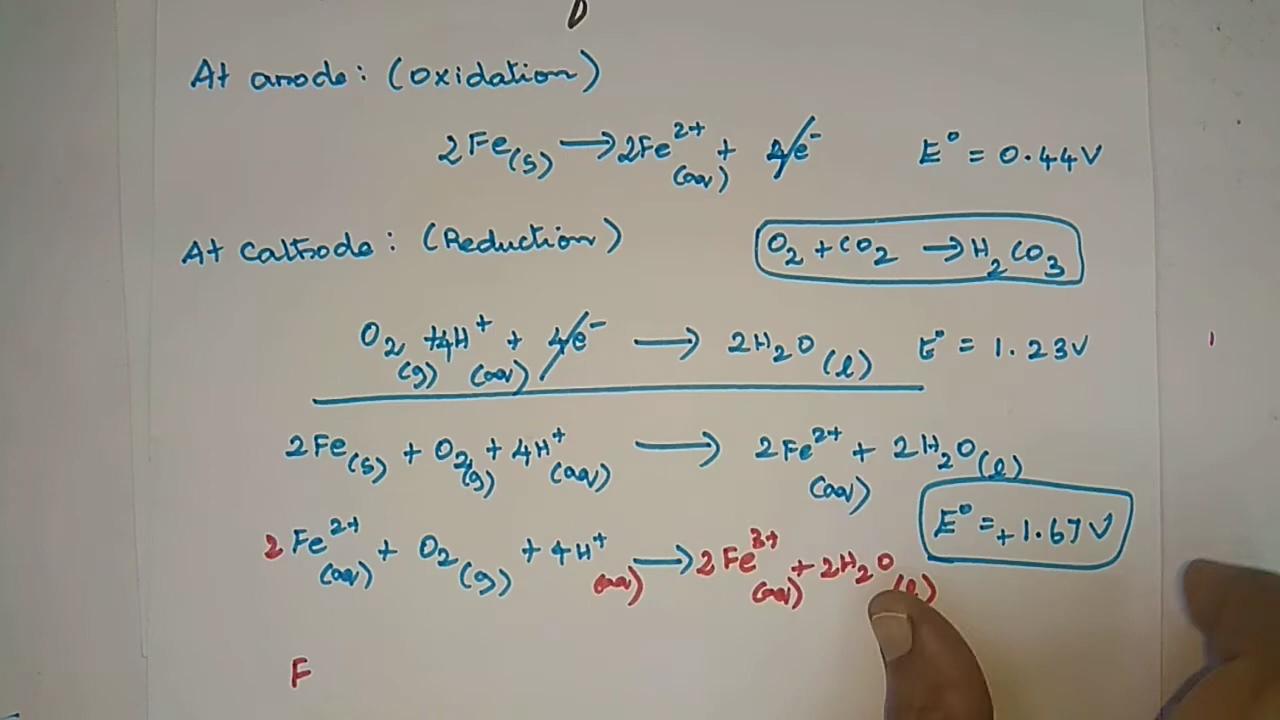 At anode: (Oxidation)
2Fe(s) → 2Fe²⁺(aq) + 4e⁻ E° = 0.44V
At Cathode: (Reduction)
O₂ + CO₂ → H₂CO₃
O₂(g) + 4H⁺(aq) + 4e⁻ → 2H₂O(l) E° = 1.23V
2Fe(s) + O₂(g) + 4H⁺(aq) → 2Fe²⁺(aq) + 2H₂O(l)
E° = +1.67V
2Fe²⁺(aq) + O₂(g) + 4H⁺(aq) → 2Fe³⁺(aq) + 2H₂O(l)
F